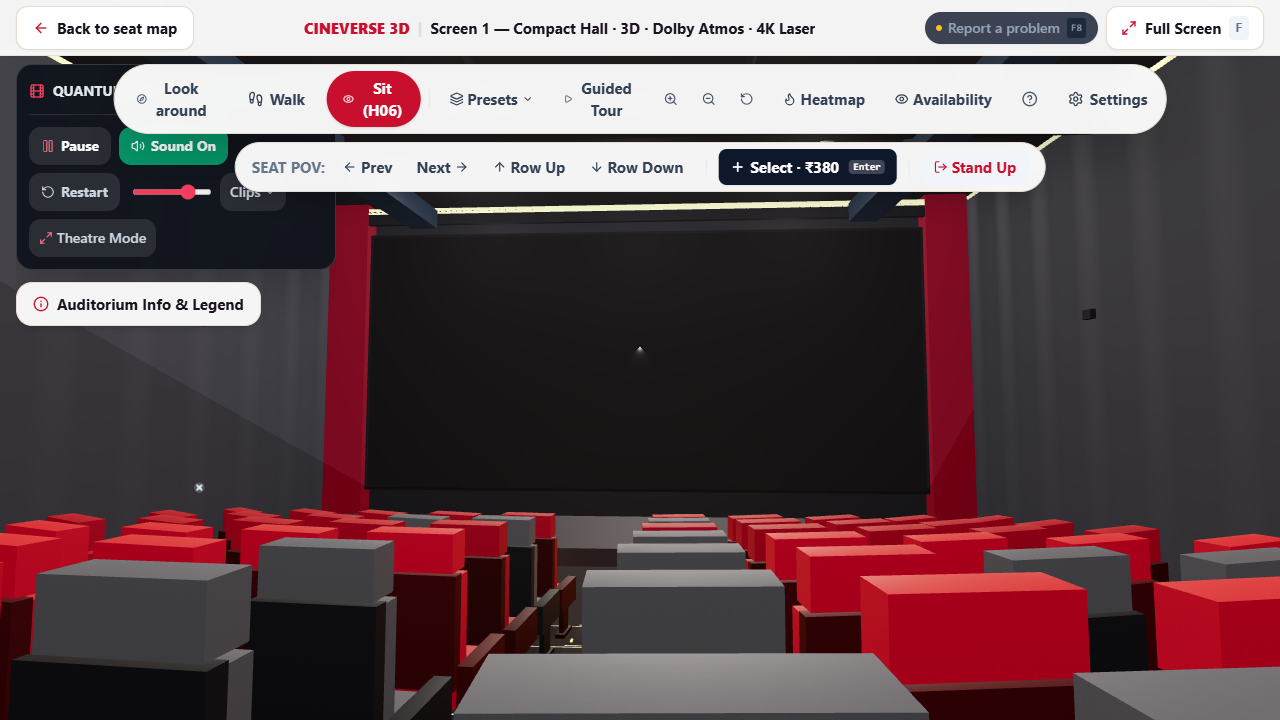 Back to seat map
CINEVERSE 3D | Screen 1 — Compact Hall · 3D · Dolby Atmos · 4K Laser
Report a problem F8
Full Screen F
Look around
Walk
Sit (H06)
Presets
Guided Tour
Heatmap
Availability
Settings
Pause
Sound On
SEAT POV:
Prev
Next
Row Up
Row Down
+ Select · ₹380 Enter
Stand Up
Restart
Clips
Theatre Mode
Auditorium Info & Legend